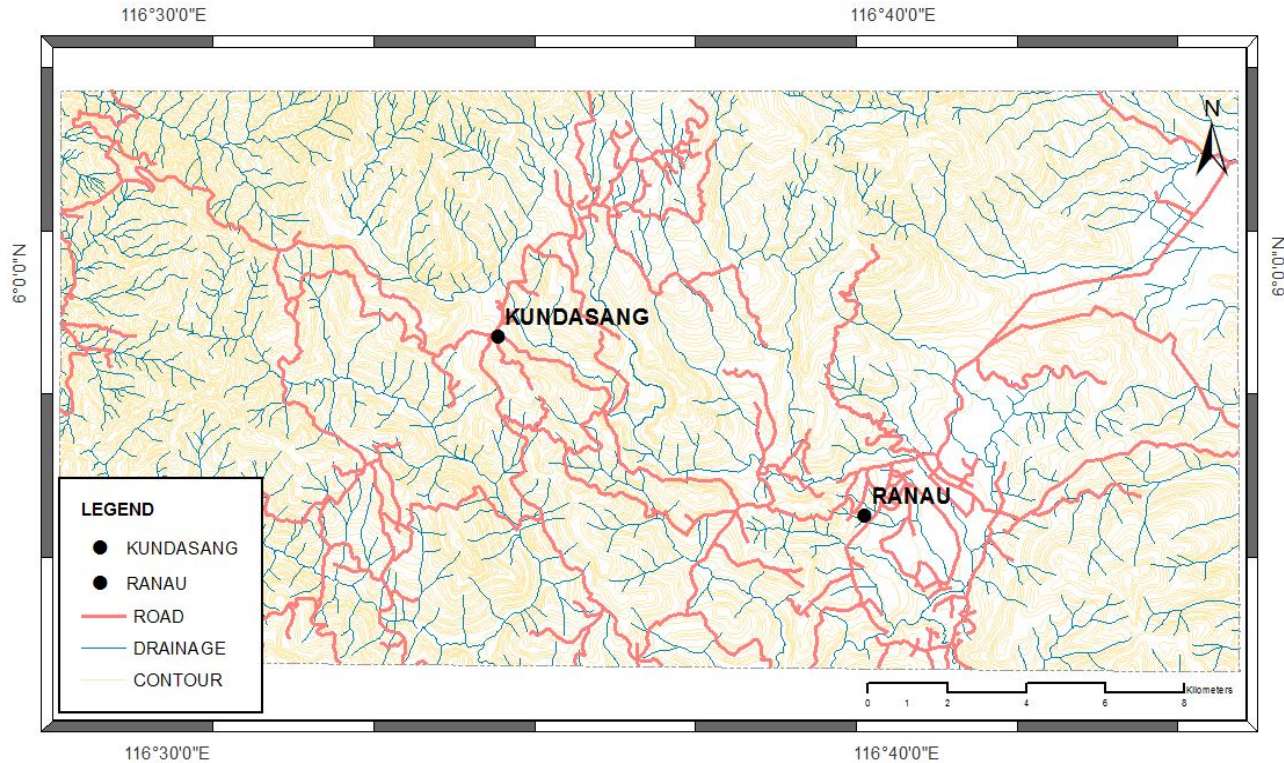 116°30'0"E
116°40'0"E
N
6°0'0"N
6°0'0"N
KUNDASANG
RANAU
LEGEND
KUNDASANG
RANAU
ROAD
DRAINAGE
CONTOUR
Kilometers
0 1 2 4 6 8
116°30'0"E
116°40'0"E